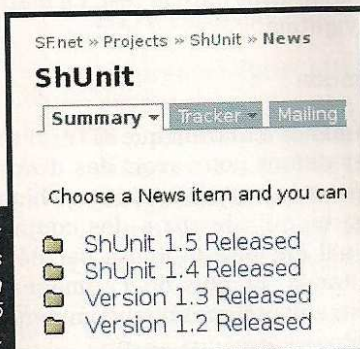 SF.net » Projects » ShUnit » News
ShUnit
Summary Tracker Mailing
Choose a News item and you can
ShUnit 1.5 Released
ShUnit 1.4 Released
Version 1.3 Released
Version 1.2 Released